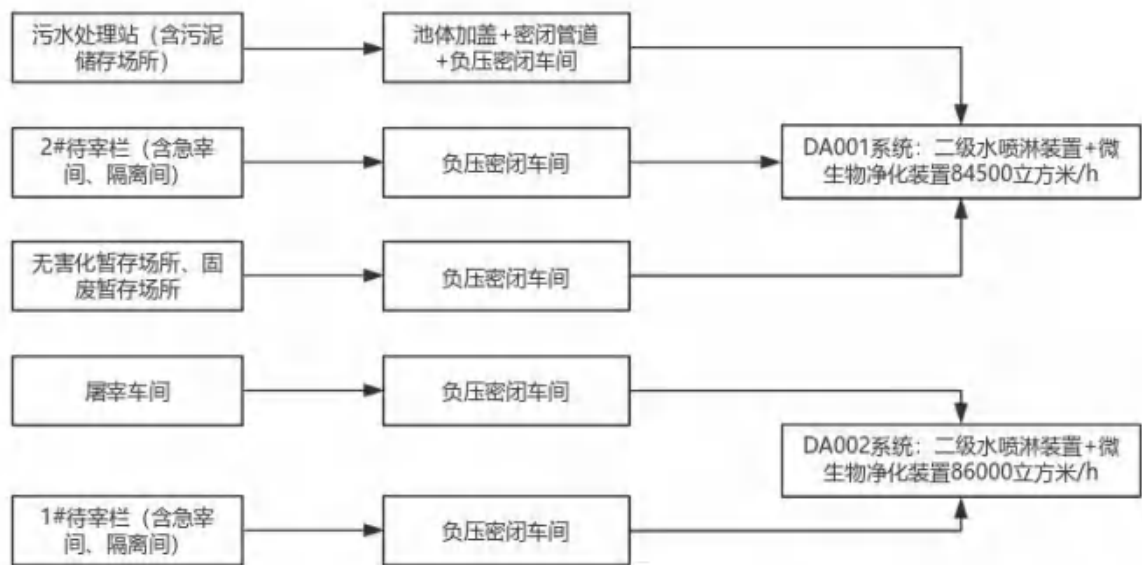 污水处理站（含污泥
储存场所）
池体加盖+密闭管道
+负压密闭车间
2#待宰栏（含急宰
间、隔离间）
负压密闭车间
DA001系统：二级水喷淋装置+微
生物净化装置84500立方米/h
无害化暂存场所、固
废暂存场所
负压密闭车间
屠宰车间
负压密闭车间
DA002系统：二级水喷淋装置+微
生物净化装置86000立方米/h
1#待宰栏（含急宰
间、隔离间）
负压密闭车间